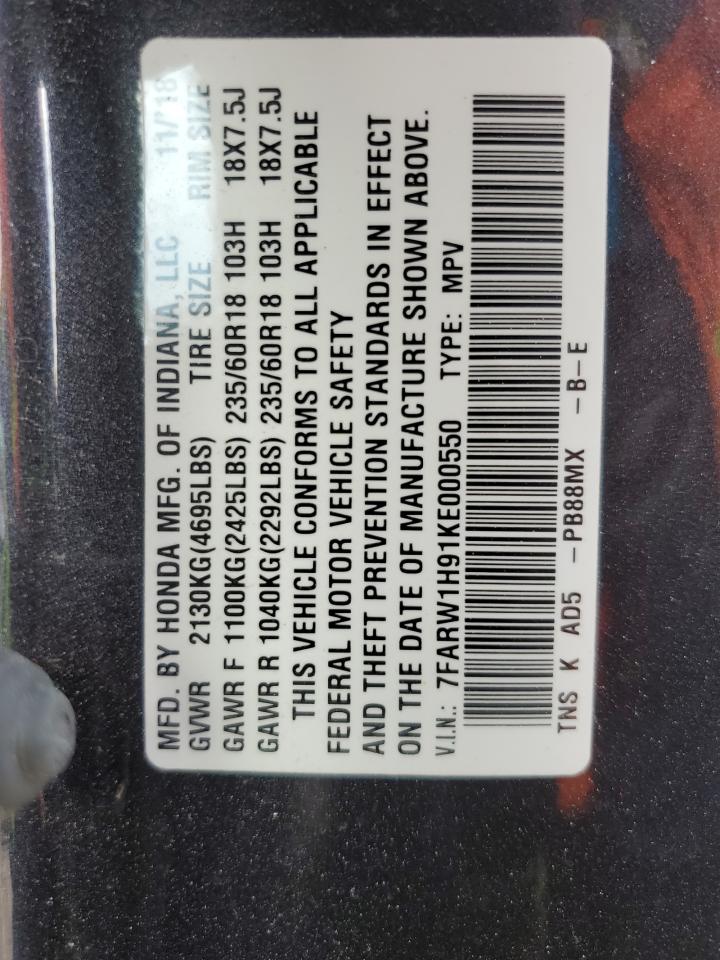 MFD. BY HONDA MFG. OF INDIANA, LLC 11/18
GVWR 2130KG(4695LBS) TIRE SIZE RIM SIZE
GAWR F 1100KG(2425LBS) 235/60R18 103H 18X7.5J
GAWR R 1040KG(2292LBS) 235/60R18 103H 18X7.5J
THIS VEHICLE CONFORMS TO ALL APPLICABLE
FEDERAL MOTOR VEHICLE SAFETY
AND THEFT PREVENTION STANDARDS IN EFFECT
ON THE DATE OF MANUFACTURE SHOWN ABOVE.
V.I.N.: 7FARW1H91KE000550 TYPE: MPV
TNS K AD5 -PB88MX -B-E